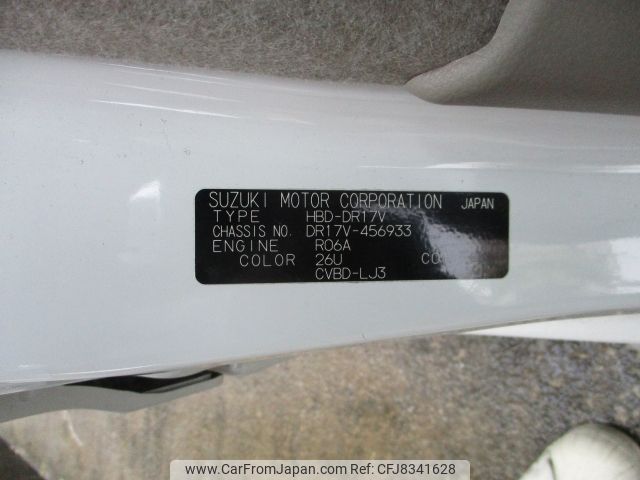 SUZUKI MOTOR CORPORATION JAPAN
TYPE HBD-DR17V
CHASSIS NO. DR17V-456933
ENGINE R06A
COLOR 26U
CVBD-LJ3
www.CarFromJapan.com | © CarFromJapan | CFJ8341628